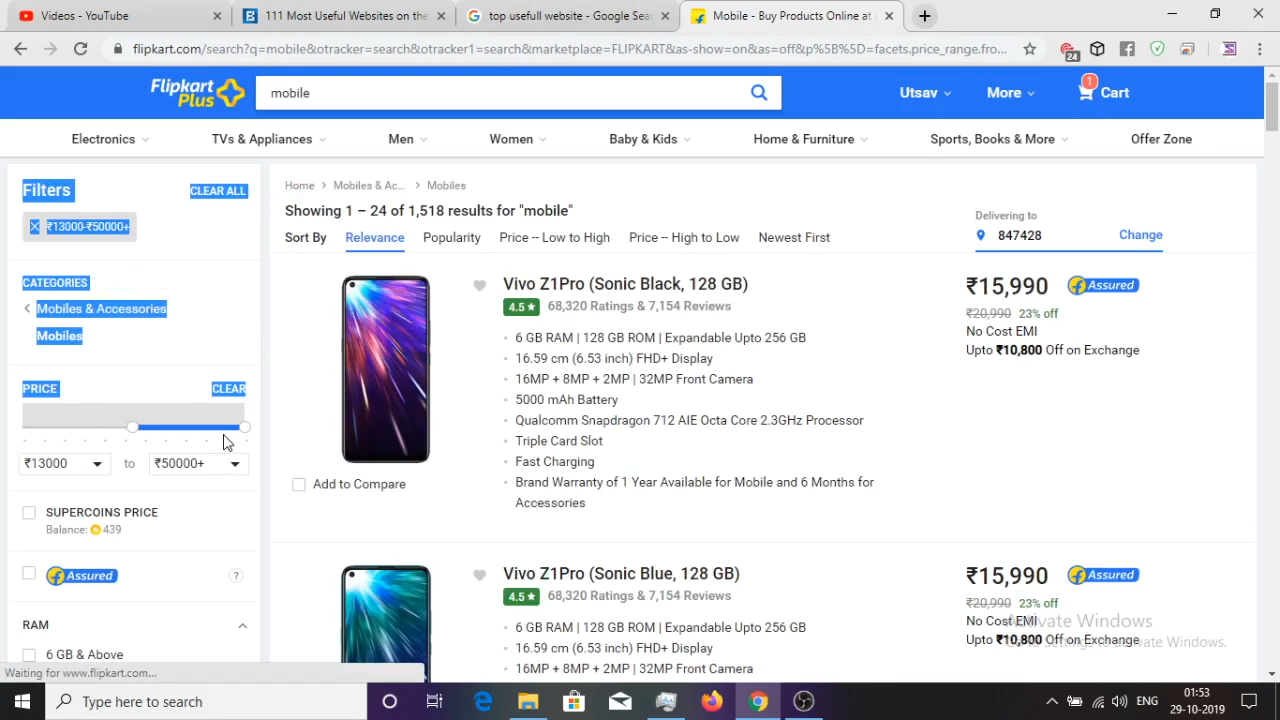 Videos - YouTube
111 Most Useful Websites on the
top usefull website - Google Sea
Mobile - Buy Products Online at
flipkart.com/search?q=mobile&otracker=search&otracker1=search&marketplace=FLIPKART&as-show=on&as=off&p%5B%5D=facets.price_range.fro...
24
Flipkart
Plus
mobile
Utsav
More
1
Cart
Electronics
TVs & Appliances
Men
Women
Baby & Kids
Home & Furniture
Sports, Books & More
Offer Zone
Filters
CLEAR ALL
₹13000-₹50000+
CATEGORIES
Mobiles & Accessories
Mobiles
PRICE
CLEAR
₹13000
to
₹50000+
SUPERCOINS PRICE
Balance: 439
Assured
?
RAM
6 GB & Above
Home > Mobiles & Ac... > Mobiles
Showing 1 – 24 of 1,518 results for "mobile"
Sort By
Relevance
Popularity
Price -- Low to High
Price -- High to Low
Newest First
Delivering to
847428
Change
Vivo Z1Pro (Sonic Black, 128 GB)
4.5★ 68,320 Ratings & 7,154 Reviews
6 GB RAM | 128 GB ROM | Expandable Upto 256 GB
16.59 cm (6.53 inch) FHD+ Display
16MP + 8MP + 2MP | 32MP Front Camera
5000 mAh Battery
Qualcomm Snapdragon 712 AIE Octa Core 2.3GHz Processor
Triple Card Slot
Fast Charging
Brand Warranty of 1 Year Available for Mobile and 6 Months for
Accessories
₹15,990
Assured
₹20,990 23% off
No Cost EMI
Upto ₹10,800 Off on Exchange
Add to Compare
Vivo Z1Pro (Sonic Blue, 128 GB)
4.5★ 68,320 Ratings & 7,154 Reviews
6 GB RAM | 128 GB ROM | Expandable Upto 256 GB
16.59 cm (6.53 inch) FHD+ Display
16MP + 8MP + 2MP | 32MP Front Camera
₹15,990
Assured
₹20,990 23% off
No Cost EMI
Upto ₹10,800 Off on Exchange
Activate Windows
Go to Settings to activate Windows.
Waiting for www.flipkart.com...
Type here to search
ENG
01:53
29-10-2019